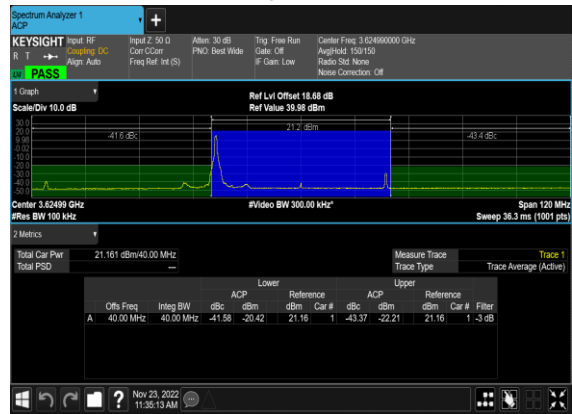 Spectrum Analyzer 1
ACP
+
KEYSIGHT Input: RF Input Z: 50 Ω Atten: 30 dB Trig: Free Run Center Freq: 3.624990000 GHz
R T Coupling: DC Corr CCorr PNO: Best Wide Gate: Off Avg|Hold: 150/150
Align: Auto Freq Ref: Int (S) IF Gain: Low Radio Std: None
LW PASS Noise Correction: Off
1 Graph Ref Lvl Offset 18.68 dB
Scale/Div 10.0 dB Ref Value 39.98 dBm
30.0
20.0 -41.6 dBc 21.2 dBm -43.4 dBc
9.98
-0.02
-10.0
-20.0
-30.0
-40.0
-50.0
Center 3.62499 GHz #Video BW 300.00 kHz* Span 120 MHz
#Res BW 100 kHz Sweep 36.3 ms (1001 pts)
2 Metrics
Total Car Pwr 21.161 dBm/40.00 MHz Measure Trace Trace 1
Total PSD --- Trace Type Trace Average (Active)
Lower Upper
ACP Reference ACP Reference
Offs Freq Integ BW dBc dBm dBm Car # dBc dBm dBm Car # Filter
A 40.00 MHz 40.00 MHz -41.58 -20.42 21.16 1 -43.37 -22.21 21.16 1 -3 dB
? Nov 23, 2022
11:35:13 AM